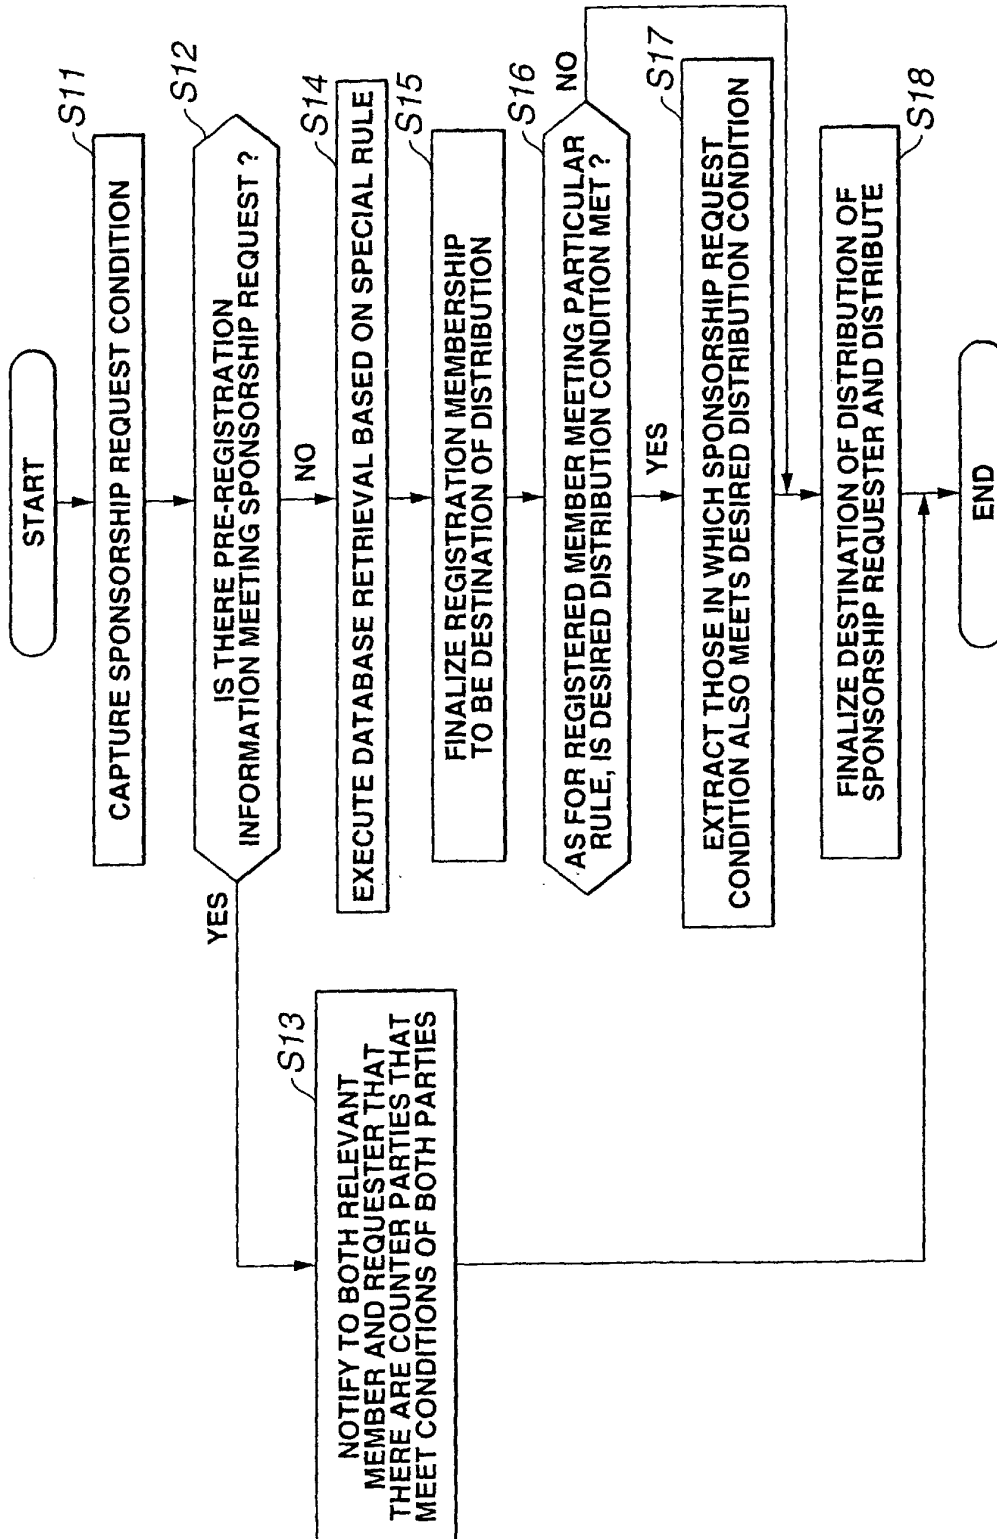 START
S11
CAPTURE SPONSORSHIP REQUEST CONDITION
S12
IS THERE PRE-REGISTRATION
INFORMATION MEETING SPONSORSHIP REQUEST ?
YES
NO
S13
NOTIFY TO BOTH RELEVANT
MEMBER AND REQUESTER THAT
THERE ARE COUNTER PARTIES THAT
MEET CONDITIONS OF BOTH PARTIES
S14
EXECUTE DATABASE RETRIEVAL BASED ON SPECIAL RULE
S15
FINALIZE REGISTRATION MEMBERSHIP
TO BE DESTINATION OF DISTRIBUTION
S16
AS FOR REGISTERED MEMBER MEETING PARTICULAR
RULE, IS DESIRED DISTRIBUTION CONDITION MET ?
NO
YES
S17
EXTRACT THOSE IN WHICH SPONSORSHIP REQUEST
CONDITION ALSO MEETS DESIRED DISTRIBUTION CONDITION
S18
FINALIZE DESTINATION OF DISTRIBUTION OF
SPONSORSHIP REQUESTER AND DISTRIBUTE
END